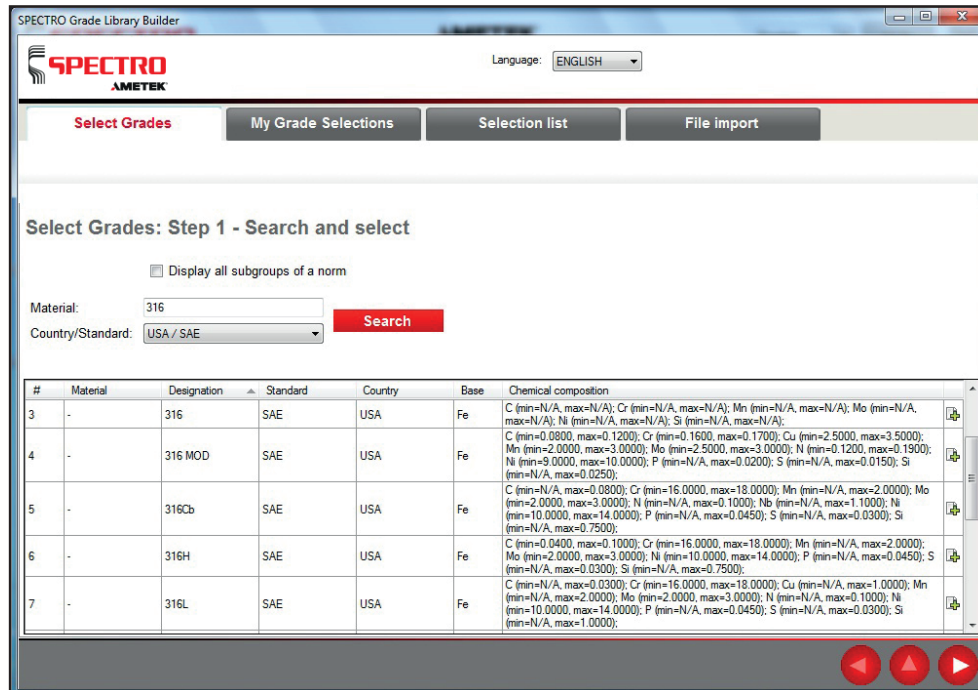 SPECTRO Grade Library Builder
SPECTRO
AMETEK
Language: ENGLISH
Select Grades My Grade Selections Selection list File import
Select Grades: Step 1 - Search and select
Display all subgroups of a norm
Material: 316
Country/Standard: USA / SAE
Search
# Material Designation Standard Country Base Chemical composition
3 - 316 SAE USA Fe C (min=N/A, max=N/A); Cr (min=N/A, max=N/A); Mn (min=N/A, max=N/A); Mo (min=N/A,
max=N/A); Ni (min=N/A, max=N/A); Si (min=N/A, max=N/A);
4 - 316 MOD SAE USA Fe C (min=0.0800, max=0.1200); Cr (min=0.1600, max=0.1700); Cu (min=2.5000, max=3.5000);
Mn (min=2.0000, max=3.0000); Mo (min=2.5000, max=3.0000); N (min=0.1200, max=0.1900);
Ni (min=9.0000, max=10.0000); P (min=N/A, max=0.0200); S (min=N/A, max=0.0150); Si
(min=N/A, max=0.0250);
5 - 316Cb SAE USA Fe C (min=N/A, max=0.0800); Cr (min=16.0000, max=18.0000); Mn (min=N/A, max=2.0000); Mo
(min=2.0000, max=3.0000); N (min=N/A, max=0.1000); Nb (min=N/A, max=1.1000); Ni
(min=10.0000, max=14.0000); P (min=N/A, max=0.0450); S (min=N/A, max=0.0300); Si
(min=N/A, max=0.7500);
6 - 316H SAE USA Fe C (min=0.0400, max=0.1000); Cr (min=16.0000, max=18.0000); Mn (min=N/A, max=2.0000);
Mo (min=2.0000, max=3.0000); Ni (min=10.0000, max=14.0000); P (min=N/A, max=0.0450); S
(min=N/A, max=0.0300); Si (min=N/A, max=0.7500);
7 - 316L SAE USA Fe C (min=N/A, max=0.0300); Cr (min=16.0000, max=18.0000); Cu (min=N/A, max=1.0000); Mn
(min=N/A, max=2.0000); Mo (min=2.0000, max=3.0000); N (min=N/A, max=0.1000); Ni
(min=10.0000, max=14.0000); P (min=N/A, max=0.0450); S (min=N/A, max=0.0300); Si
(min=N/A, max=1.0000);